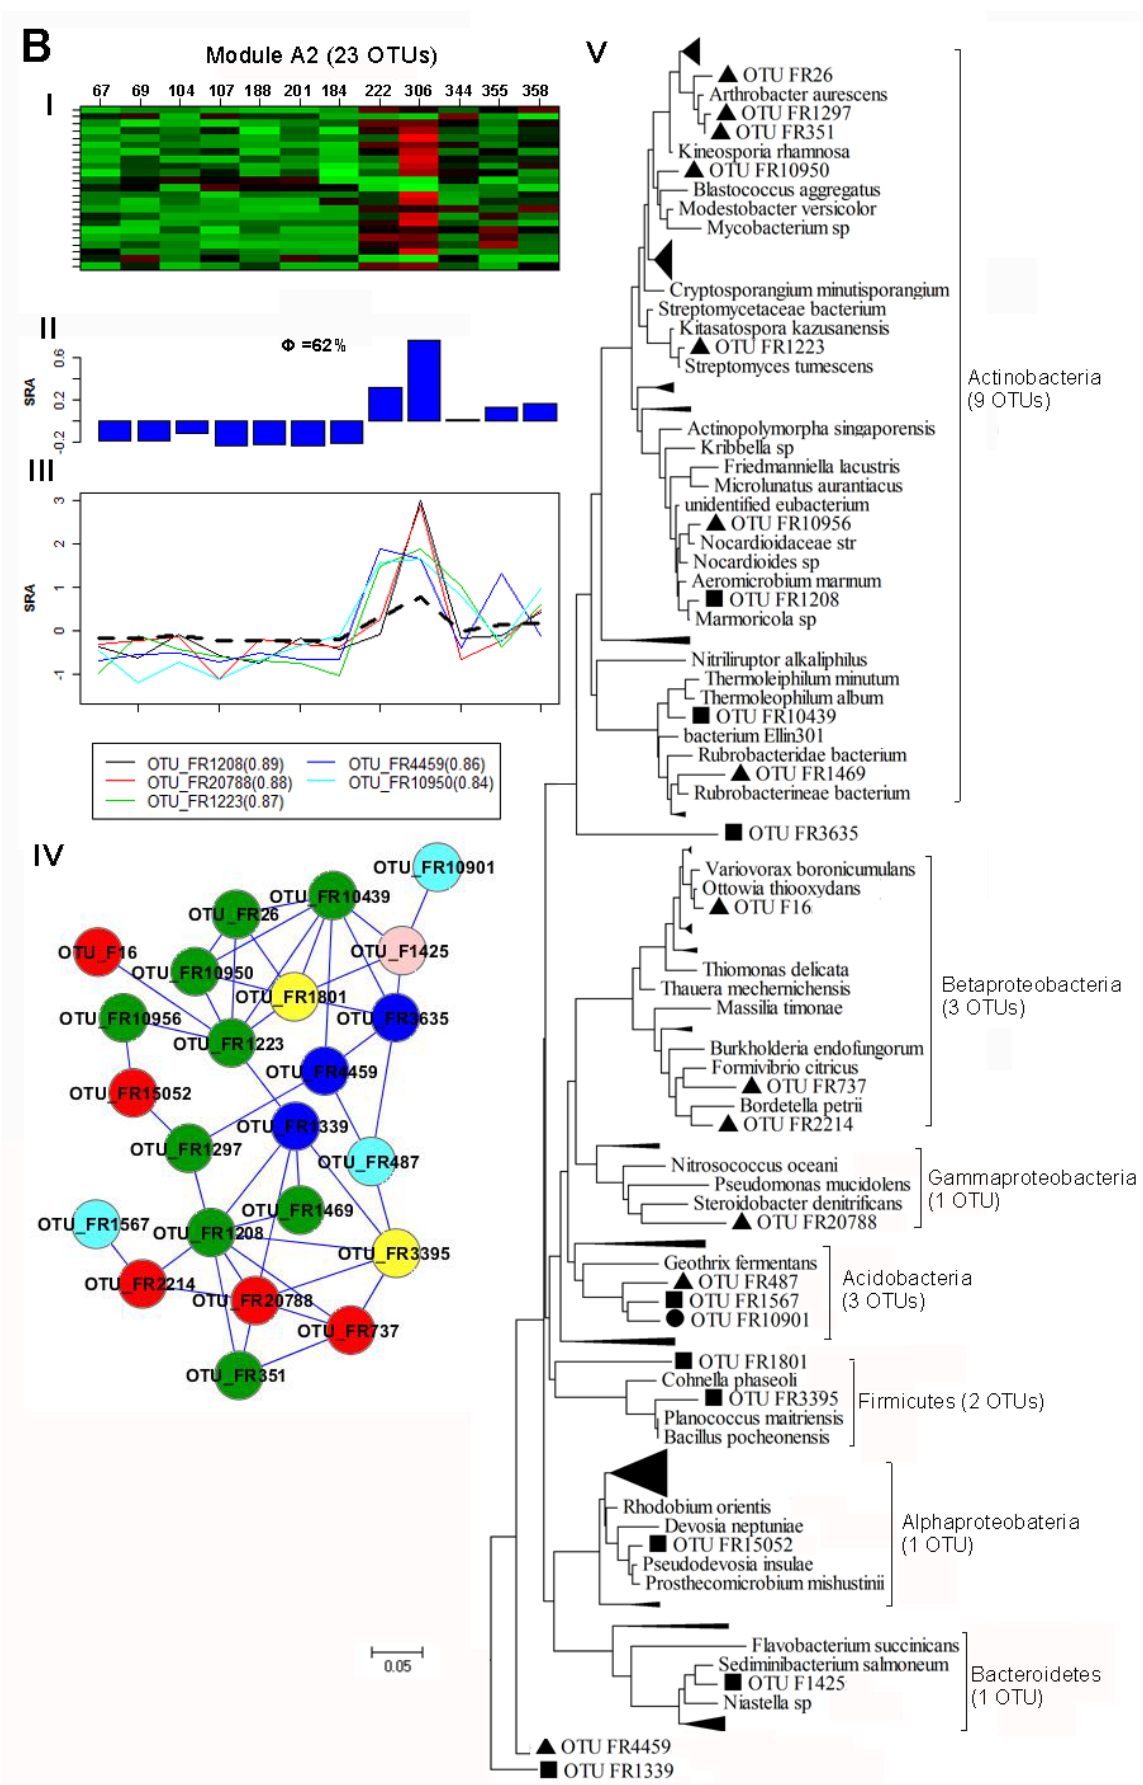 B
Module A2 (23 OTUs)
I
67 69 104 107 188 201 184 222 306 344 355 358
II
Φ =62%
SRA
0.6
0.2
-0.2
III
SRA
3
2
1
0
-1
OTU_FR1208(0.89)
OTU_FR20788(0.88)
OTU_FR1223(0.87)
OTU_FR4459(0.86)
OTU_FR10950(0.84)
IV
OTU_FR10901
OTU_FR10439
OTU_FR26
OTU_F16
OTU_F1425
OTU_FR10950
OTU_FR1801
OTU_FR10956
OTU_FR3635
OTU_FR1223
OTU_FR4459
OTU_FR15052
OTU_FR1339
OTU_FR1297
OTU_FR487
OTU_FR1469
OTU_FR1567
OTU_FR1208
OTU_FR3395
OTU_FR2214
OTU_FR20788
OTU_FR737
OTU_FR351
V
OTU FR26
Arthrobacter aurescens
OTU FR1297
OTU FR351
Kineosporia rhamnosa
OTU FR10950
Blastococcus aggregatus
Modestobacter versicolor
Mycobacterium sp
Cryptosporangium minutisporangium
Streptomycetaceae bacterium
Kitasatospora kazusanensis
OTU FR1223
Streptomyces tumescens
Actinobacteria
(9 OTUs)
Actinopolymorpha singaporensis
Kribbella sp
Friedmanniella lacustris
Microlunatus aurantiacus
unidentified eubacterium
OTU FR10956
Nocardioidaceae str
Nocardioides sp
Aeromicrobium marinum
OTU FR1208
Marmoricola sp
Nitriliruptor alkaliphilus
Thermoleiphilum minutum
Thermoleophilum album
OTU FR10439
bacterium Ellin301
Rubrobacteridae bacterium
OTU FR1469
Rubrobacterineae bacterium
OTU FR3635
Variovorax boronicumulans
Ottowia thiooxydans
OTU F16
Thiomonas delicata
Thauera mechernichensis
Massilia timonae
Betaproteobacteria
(3 OTUs)
Burkholderia endofungorum
Formivibrio citricus
OTU FR737
Bordetella petrii
OTU FR2214
Nitrosococcus oceani
Pseudomonas mucidolens
Steroidobacter denitrificans
OTU FR20788
Gammaproteobacteria
(1 OTU)
Geothrix fermentans
OTU FR487
OTU FR1567
OTU FR10901
Acidobacteria
(3 OTUs)
OTU FR1801
Cohnella phaseoli
OTU FR3395
Planococcus maitriensis
Bacillus pocheonensis
Firmicutes (2 OTUs)
Rhodobium orientis
Devosia neptuniae
OTU FR15052
Pseudodevosia insulae
Prosthecomicrobium mishustinii
Alphaproteobateria
(1 OTU)
Flavobacterium succinicans
Sediminibacterium salmoneum
OTU F1425
Niastella sp
Bacteroidetes
(1 OTU)
OTU FR4459
OTU FR1339
0.05